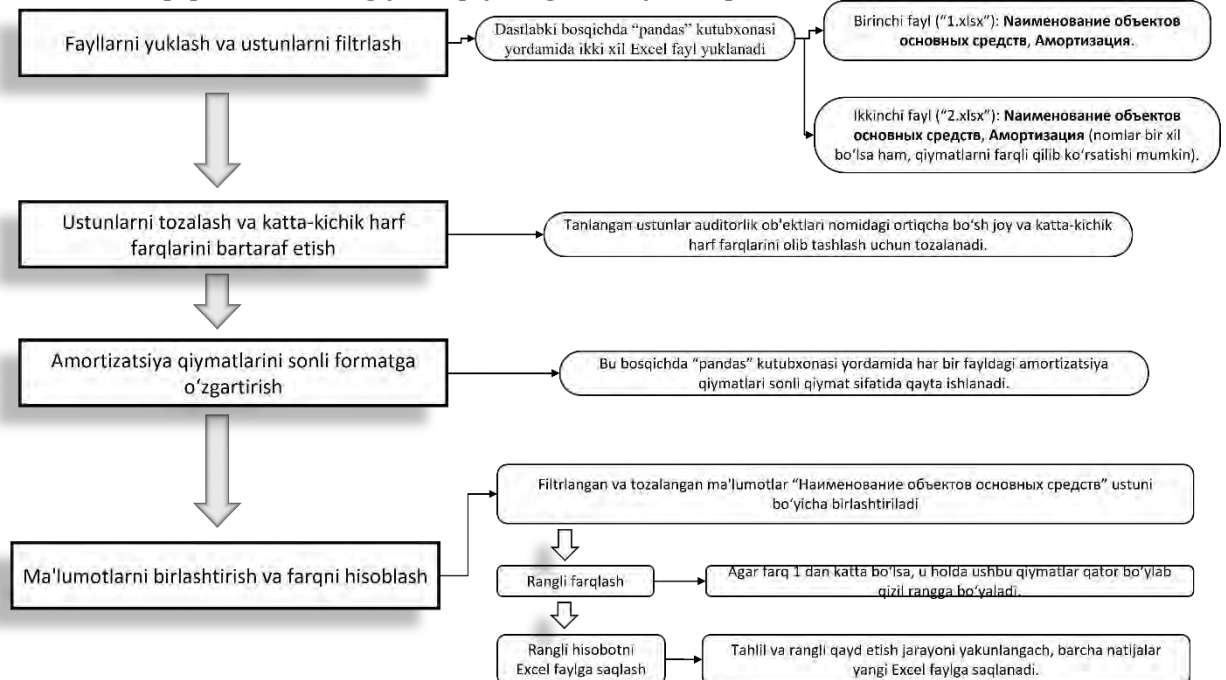 Fayllarni yuklash va ustunlarni filtrlash
Dastlabki bosqichda “pandas” kutubxonasi
yordamida ikki xil Excel fayl yuklanadi
Birinchi fayl (“1.xlsx”): Наименование объектов
основных средств, Амортизация.
Ikkinchi fayl (“2.xlsx”): Наименование объектов
основных средств, Амортизация (nomlar bir xil
bo‘lsa ham, qiymatlarni farqli qilib ko‘rsatishi mumkin).
Ustunlarni tozalash va katta-kichik harf
farqlarini bartaraf etish
Tanlangan ustunlar auditorlik ob'ektlari nomidagi ortiqcha bo‘sh joy va katta-kichik
harf farqlarini olib tashlash uchun tozalanadi.
Amortizatsiya qiymatlarini sonli formatga
o‘zgartirish
Bu bosqichda “pandas” kutubxonasi yordamida har bir fayldagi amortizatsiya
qiymatlari sonli qiymat sifatida qayta ishlanadi.
Ma'lumotlarni birlashtirish va farqni hisoblash
Filtrlangan va tozalangan ma'lumotlar “Наименование объектов основных средств” ustuni
bo‘yicha birlashtiriladi
Rangli farqlash
Agar farq 1 dan katta bo‘lsa, u holda ushbu qiymatlar qator bo‘ylab
qizil rangga bo‘yaladi.
Rangli hisobotni
Excel faylga saqlash
Tahlil va rangli qayd etish jarayoni yakunlangach, barcha natijalar
yangi Excel faylga saqlanadi.